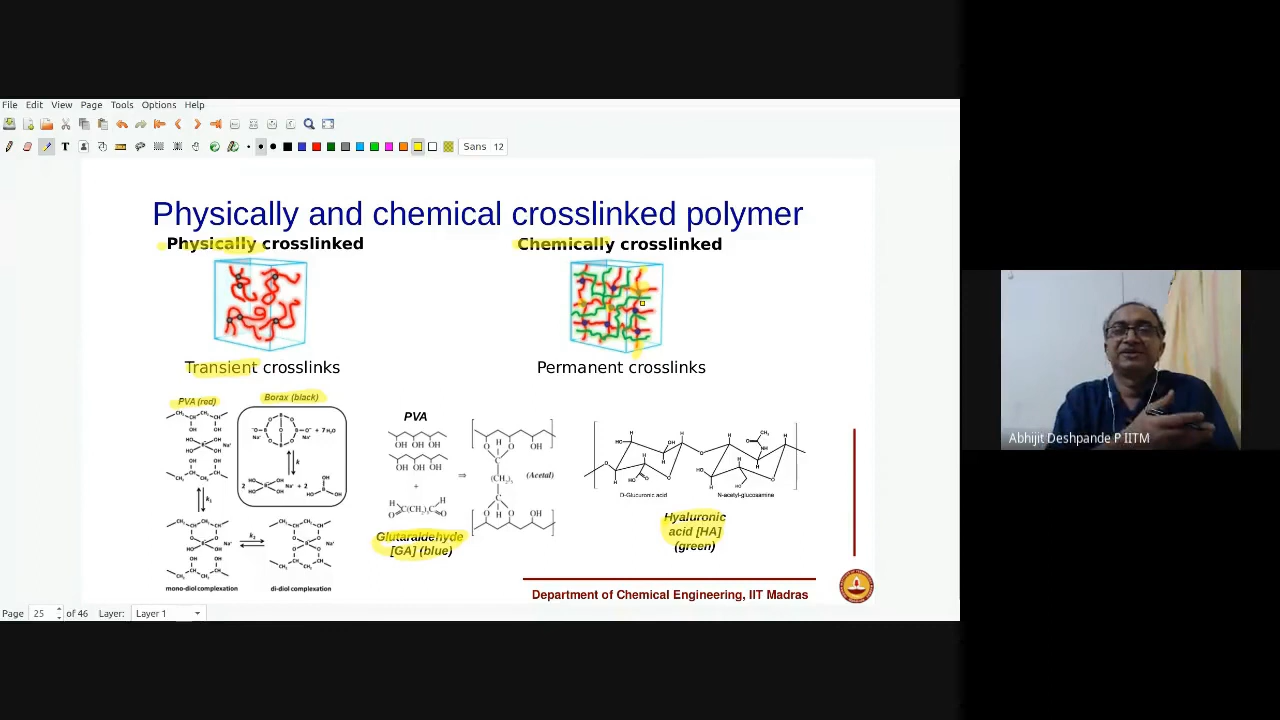 File Edit View Page Tools Options Help
Sans 12
Physically and chemical crosslinked polymer
Physically crosslinked
Chemically crosslinked
Transient crosslinks
Permanent crosslinks
PVA (red)
Borax (black)
PVA
(Acetal)
D-Glucuronic acid
N-acetyl-glucosamine
Glutaraldehyde
[GA] (blue)
Hyaluronic
acid [HA]
(green)
mono-diol complexation
di-diol complexation
Department of Chemical Engineering, IIT Madras
Page 25 of 46 Layer: Layer 1
Abhijit Deshpande P IITM